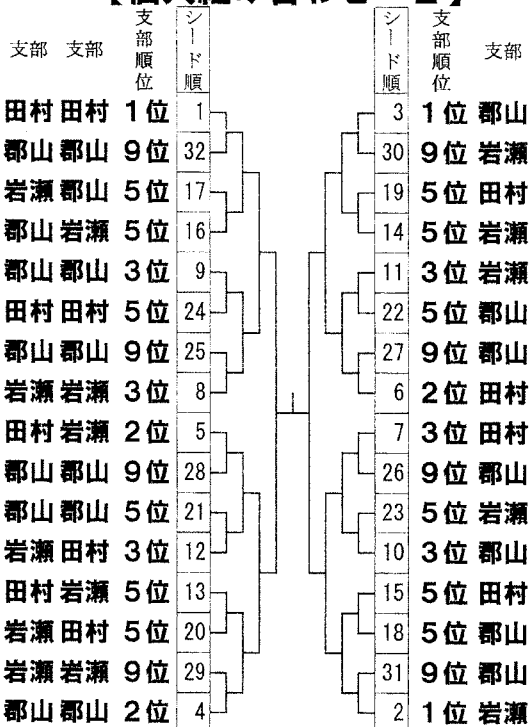 支部 支部 支部順位 シード順 シード順 支部順位 支部
田村 田村 1位 1 3 1位 郡山
郡山 郡山 9位 32 30 9位 岩瀬
岩瀬 郡山 5位 17 19 5位 田村
郡山 岩瀬 5位 16 14 5位 岩瀬
郡山 郡山 3位 9 11 3位 岩瀬
田村 田村 5位 24 22 5位 郡山
郡山 郡山 9位 25 27 9位 郡山
岩瀬 岩瀬 3位 8 6 2位 田村
田村 岩瀬 2位 5 7 3位 田村
郡山 郡山 9位 28 26 9位 郡山
郡山 郡山 5位 21 23 5位 岩瀬
岩瀬 田村 3位 12 10 3位 郡山
田村 岩瀬 5位 13 15 5位 田村
岩瀬 田村 5位 20 18 5位 郡山
岩瀬 岩瀬 9位 29 31 9位 郡山
郡山 郡山 2位 4 2 1位 岩瀬